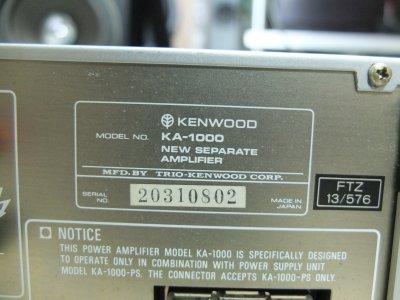 KENWOOD
MODEL NO. KA-1000
NEW SEPARATE
AMPLIFIER
MFD. BY TRIO-KENWOOD CORP.
SERIAL NO. 20310802 MADE IN JAPAN
FTZ
13/576
NOTICE
THIS POWER AMPLIFIER MODEL KA-1000 IS SPECIFICALLY DESIGNED
TO OPERATE ONLY IN COMBINATION WITH POWER SUPPLY UNIT
MODEL KA-1000-PS. THE CONNECTOR ACCEPTS KA-1000-PS ONLY.